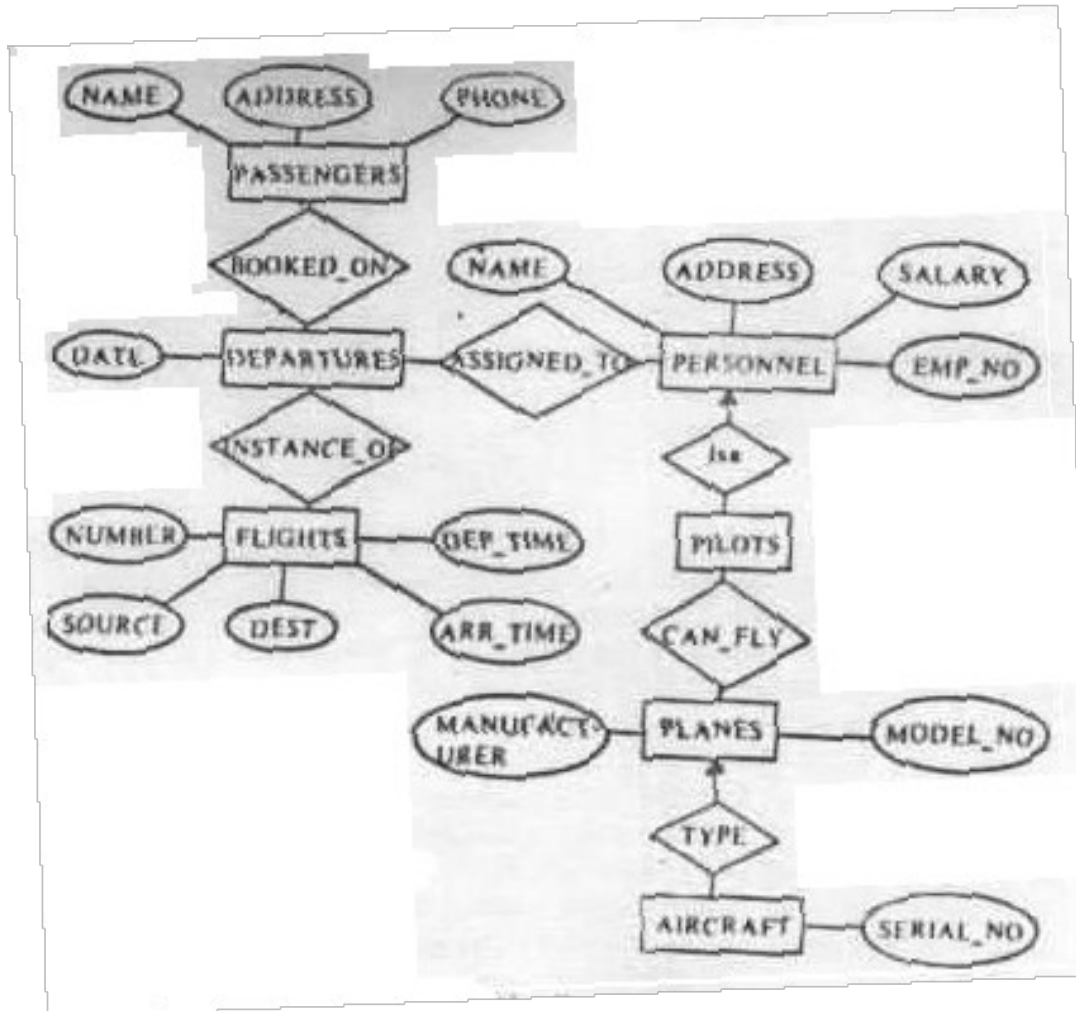 NAME
ADDRESS
PHONE
PASSENGERS
BOOKED_ON
NAME
ADDRESS
SALARY
DATE
DEPARTURES
ASSIGNED_TO
PERSONNEL
EMP_NO
INSTANCE_OF
isa
NUMBER
FLIGHTS
DEP_TIME
PILOTS
SOURCE
DEST
ARR_TIME
CAN_FLY
MANUFACT-
URER
PLANES
MODEL_NO
TYPE
AIRCRAFT
SERIAL_NO